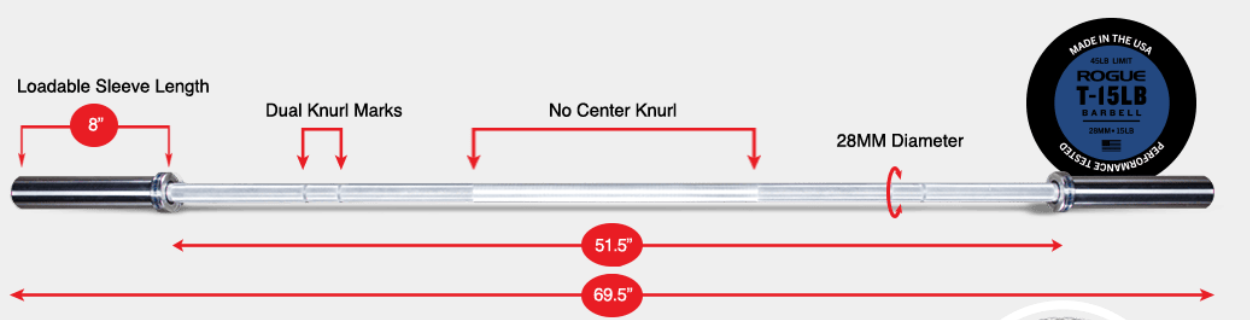 Loadable Sleeve Length
8"
Dual Knurl Marks
No Center Knurl
28MM Diameter
MADE IN THE USA
45LB LIMIT
ROGUE
T-15LB
BARBELL
28MM • 15LB
PERFORMANCE TESTED
51.5"
69.5"